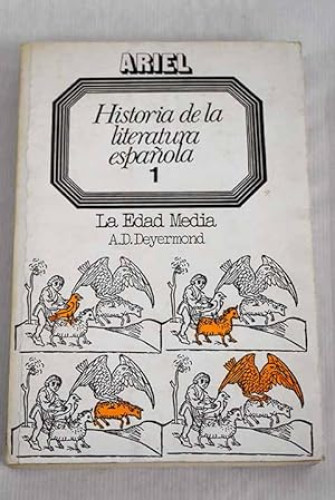 ARIEL
Historia de la
literatura
española
1
La Edad Media
A.D.Deyermond